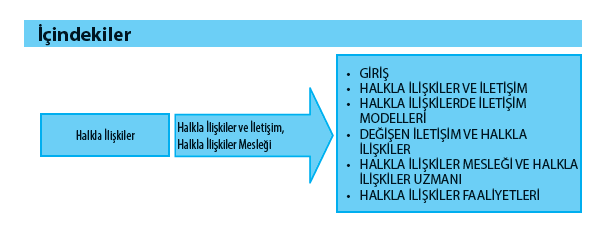 İçindekiler
Halkla İlişkiler
Halkla İlişkiler ve İletişim,
Halkla İlişkiler Mesleği
• GİRİŞ
• HALKLA İLİŞKİLER VE İLETİŞİM
• HALKLA İLİŞKİLERDE İLETİŞİM
MODELLERİ
• DEĞİŞEN İLETİŞİM VE HALKLA
İLİŞKİLER
• HALKLA İLİŞKİLER MESLEĞİ VE HALKLA
İLİŞKİLER UZMANI
• HALKLA İLİŞKİLER FAALİYETLERİ